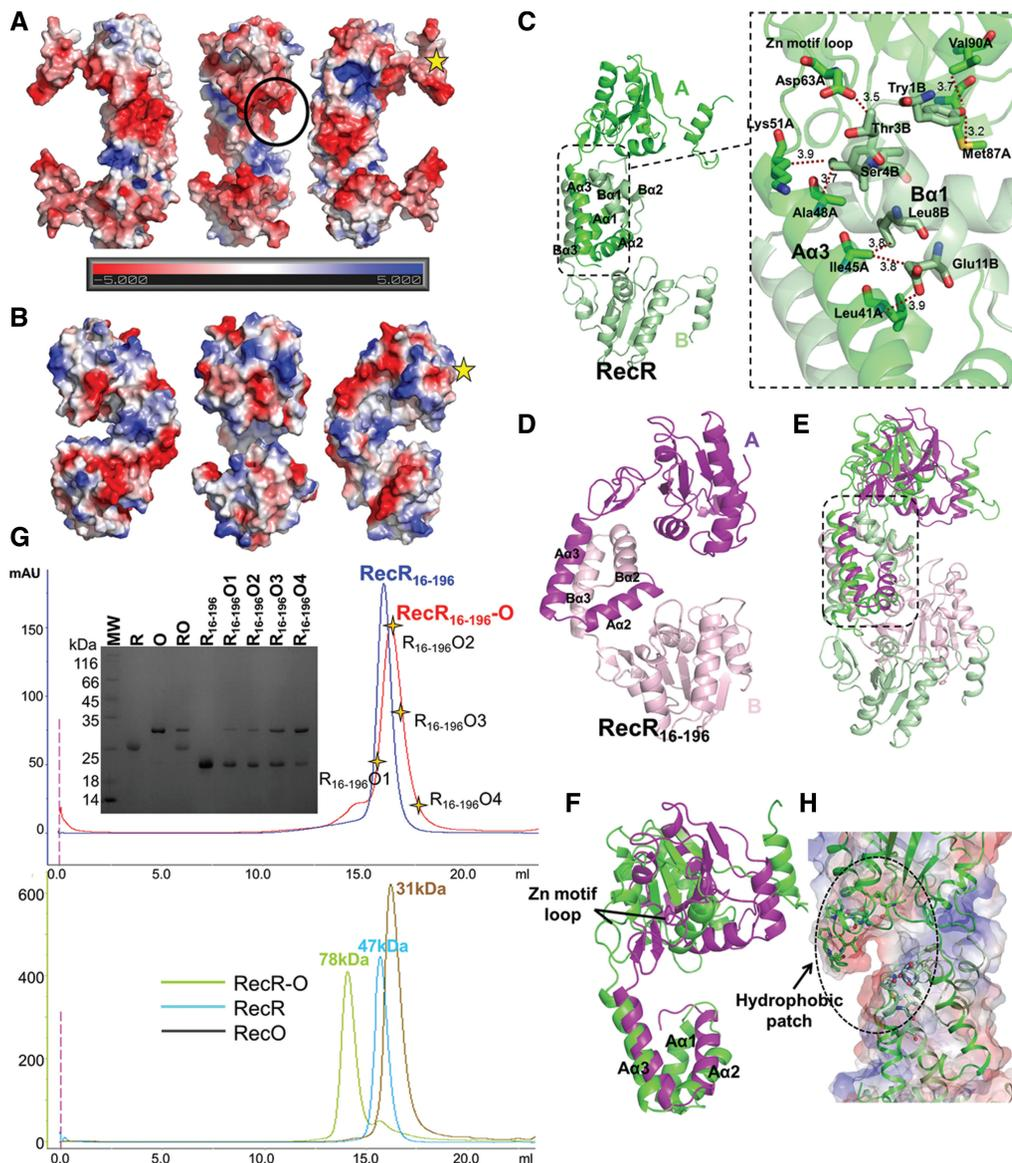 A
-5.000 5.000
B
C
A
Aα3 Bα1 Bα2
Aα1
Bα3 Aα2
B
RecR
Zn motif loop
Val90A
Asp63A
Try1B
3.7
3.5
Lys51A
Thr3B
3.2
Met87A
3.9
3.7
Ser4B
Ala48A
Bα1
Leu8B
Aα3
3.8
Ile45A
3.8
Glu11B
Leu41A
3.9
D
A
Aα3
Bα2
Bα3
Aα2
B
RecR16-196
E
F
Zn motif
loop
Aα1
Aα3
Aα2
H
Hydrophobic
patch
G
mAU
150
100
50
0
0.0 5.0 10.0 15.0 20.0 ml
kDa
116
66
45
35
25
18
14
MW
R
O
RO
R16-196
R16-196O1
R16-196O2
R16-196O3
R16-196O4
RecR16-196
RecR16-196-O
R16-196O2
R16-196O3
R16-196O1
R16-196O4
600
400
200
0
0.0 5.0 10.0 15.0 20.0 ml
31kDa
47kDa
78kDa
RecR-O
RecR
RecO